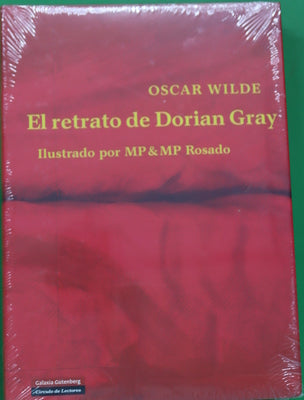 OSCAR WILDE
El retrato de Dorian Gray
Ilustrado por MP & MP Rosado
Galaxia Gutenberg
Círculo de Lectores